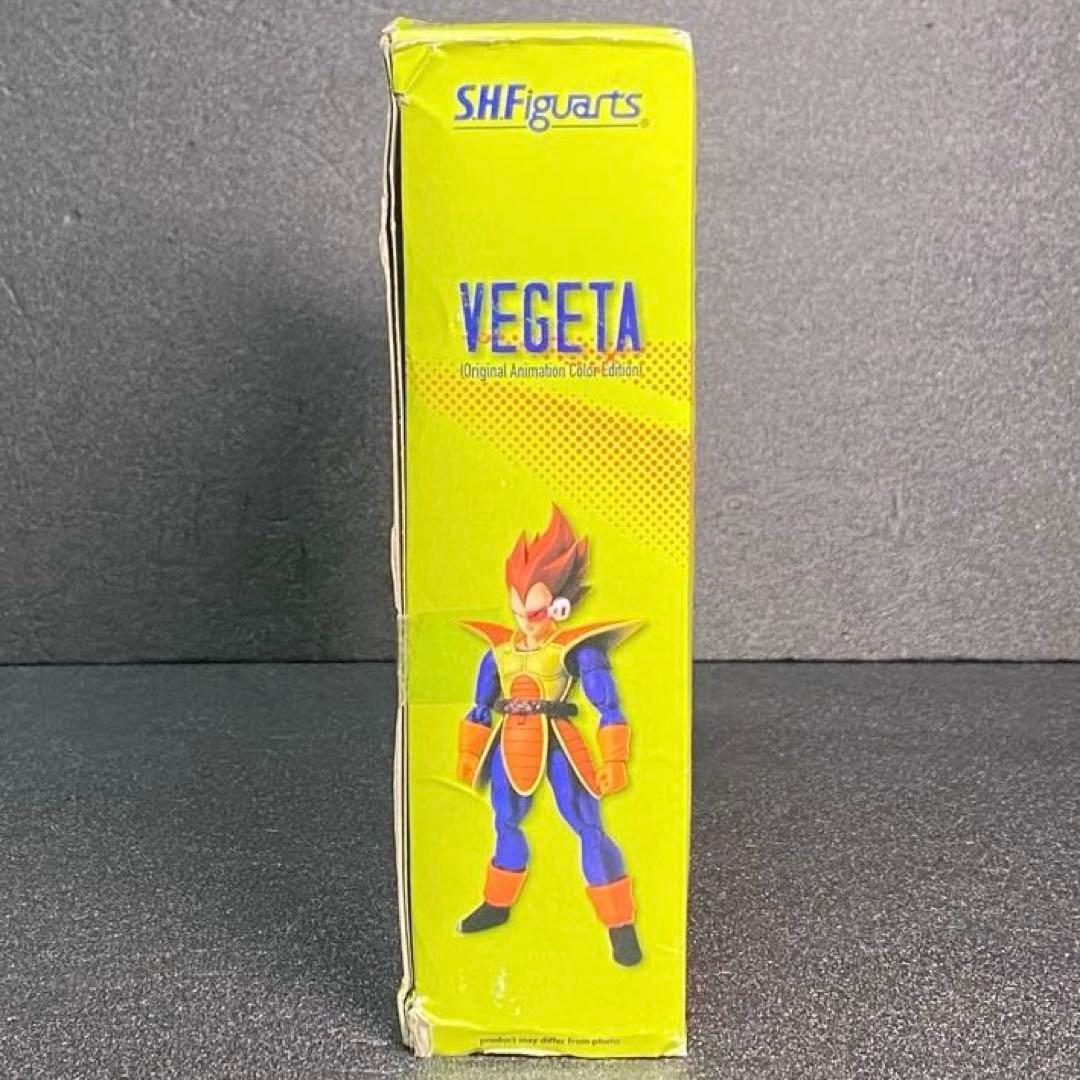 S.H.Figuarts®
VEGETA
(Original Animation Color Edition)
product may differ from photo